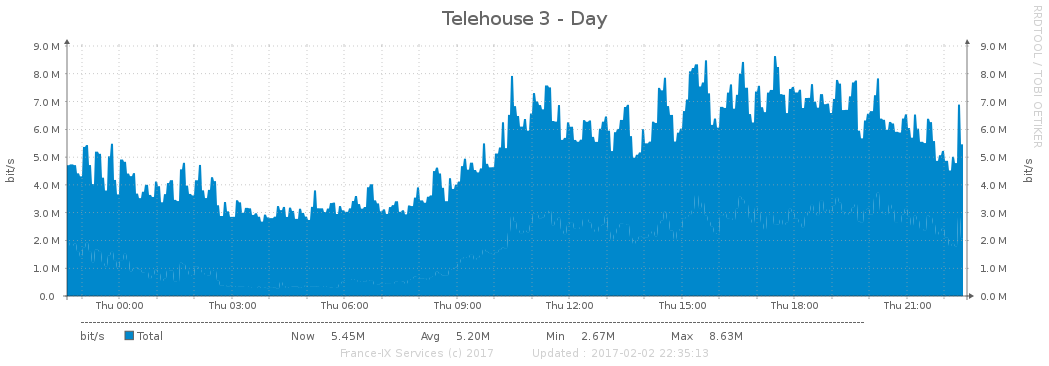 Telehouse 3 - Day
RRDTOOL / TOBI OETIKER
bit/s
9.0 M
8.0 M
7.0 M
6.0 M
5.0 M
4.0 M
3.0 M
2.0 M
1.0 M
0.0
9.0 M
8.0 M
7.0 M
6.0 M
5.0 M
4.0 M
3.0 M
2.0 M
1.0 M
0.0 M
bit/s
Thu 00:00 Thu 03:00 Thu 06:00 Thu 09:00 Thu 12:00 Thu 15:00 Thu 18:00 Thu 21:00
bit/s Total Now 5.45M Avg 5.20M Min 2.67M Max 8.63M
France-IX Services (c) 2017 Updated : 2017-02-02 22:35:13